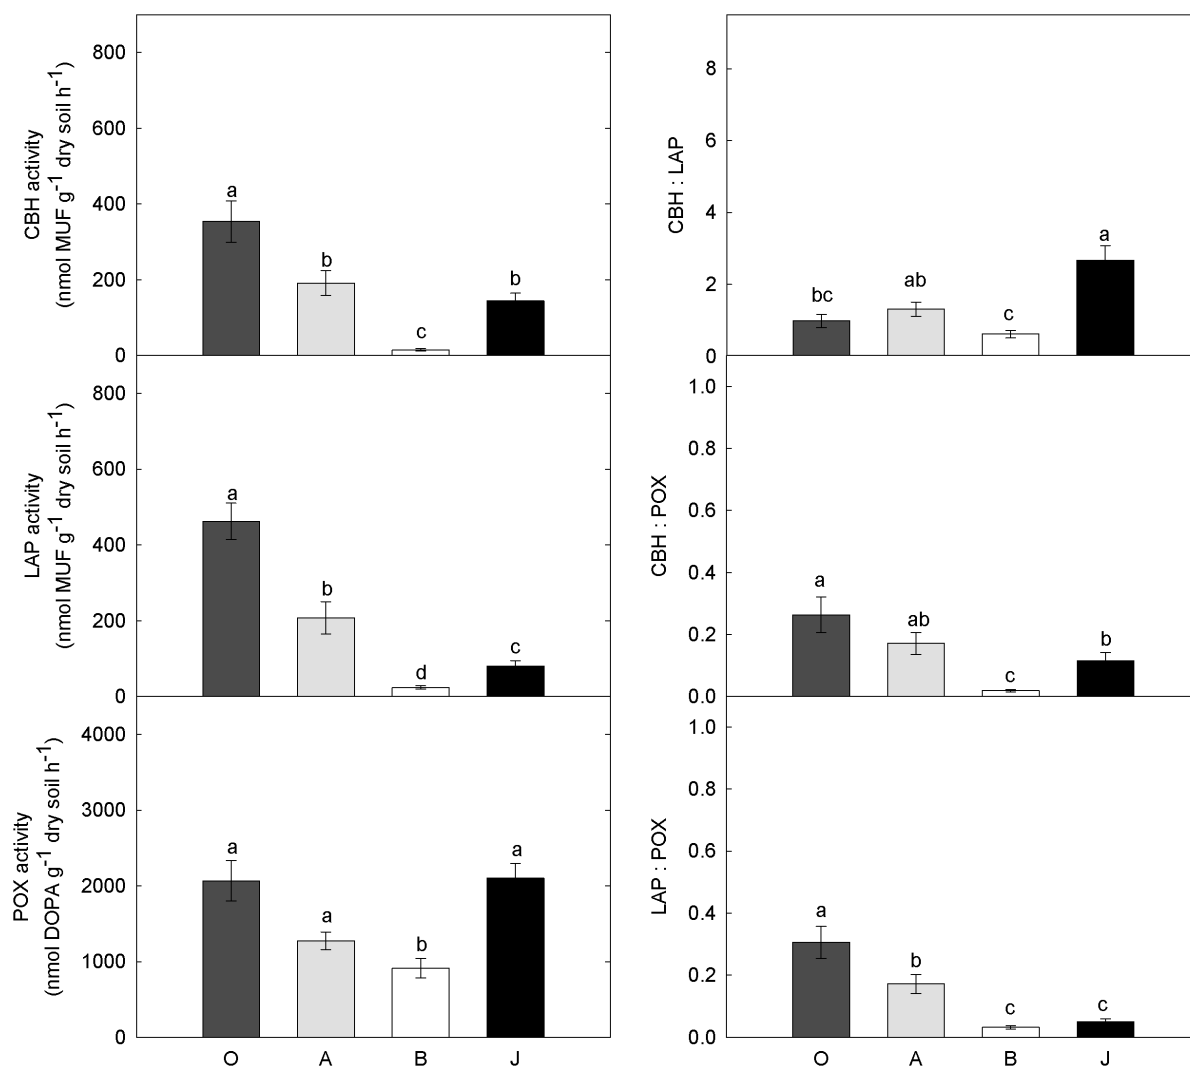 CBH activity
(nmol MUF g-1 dry soil h-1)
800
600
400
200
0
a
b
c
b
CBH : LAP
8
6
4
2
0
bc
ab
c
a
LAP activity
(nmol MUF g-1 dry soil h-1)
800
600
400
200
0
a
b
d
c
CBH : POX
1.0
0.8
0.6
0.4
0.2
0.0
a
ab
c
b
POX activity
(nmol DOPA g-1 dry soil h-1)
4000
3000
2000
1000
0
a
a
b
a
O A B J
LAP : POX
1.0
0.8
0.6
0.4
0.2
0.0
a
b
c
c
O A B J